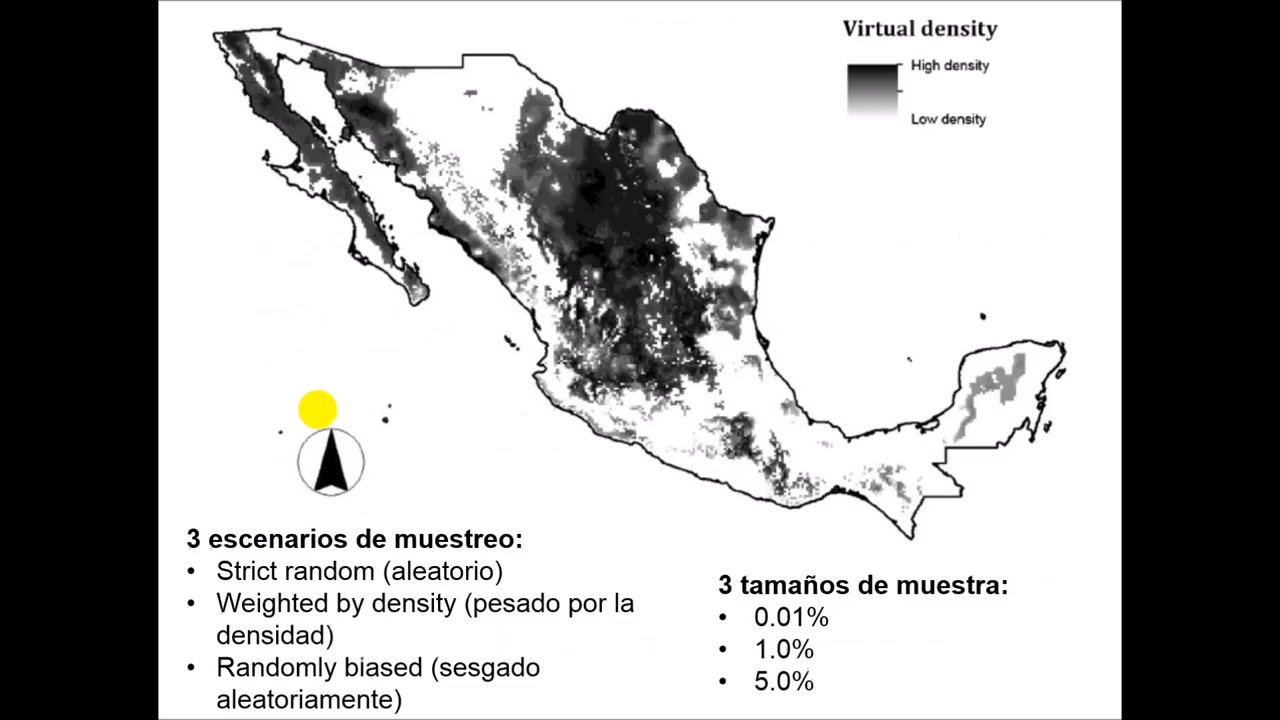 Virtual density
High density
Low density
3 escenarios de muestreo:
• Strict random (aleatorio)
• Weighted by density (pesado por la
densidad)
• Randomly biased (sesgado
aleatoriamente)
3 tamaños de muestra:
• 0.01%
• 1.0%
• 5.0%